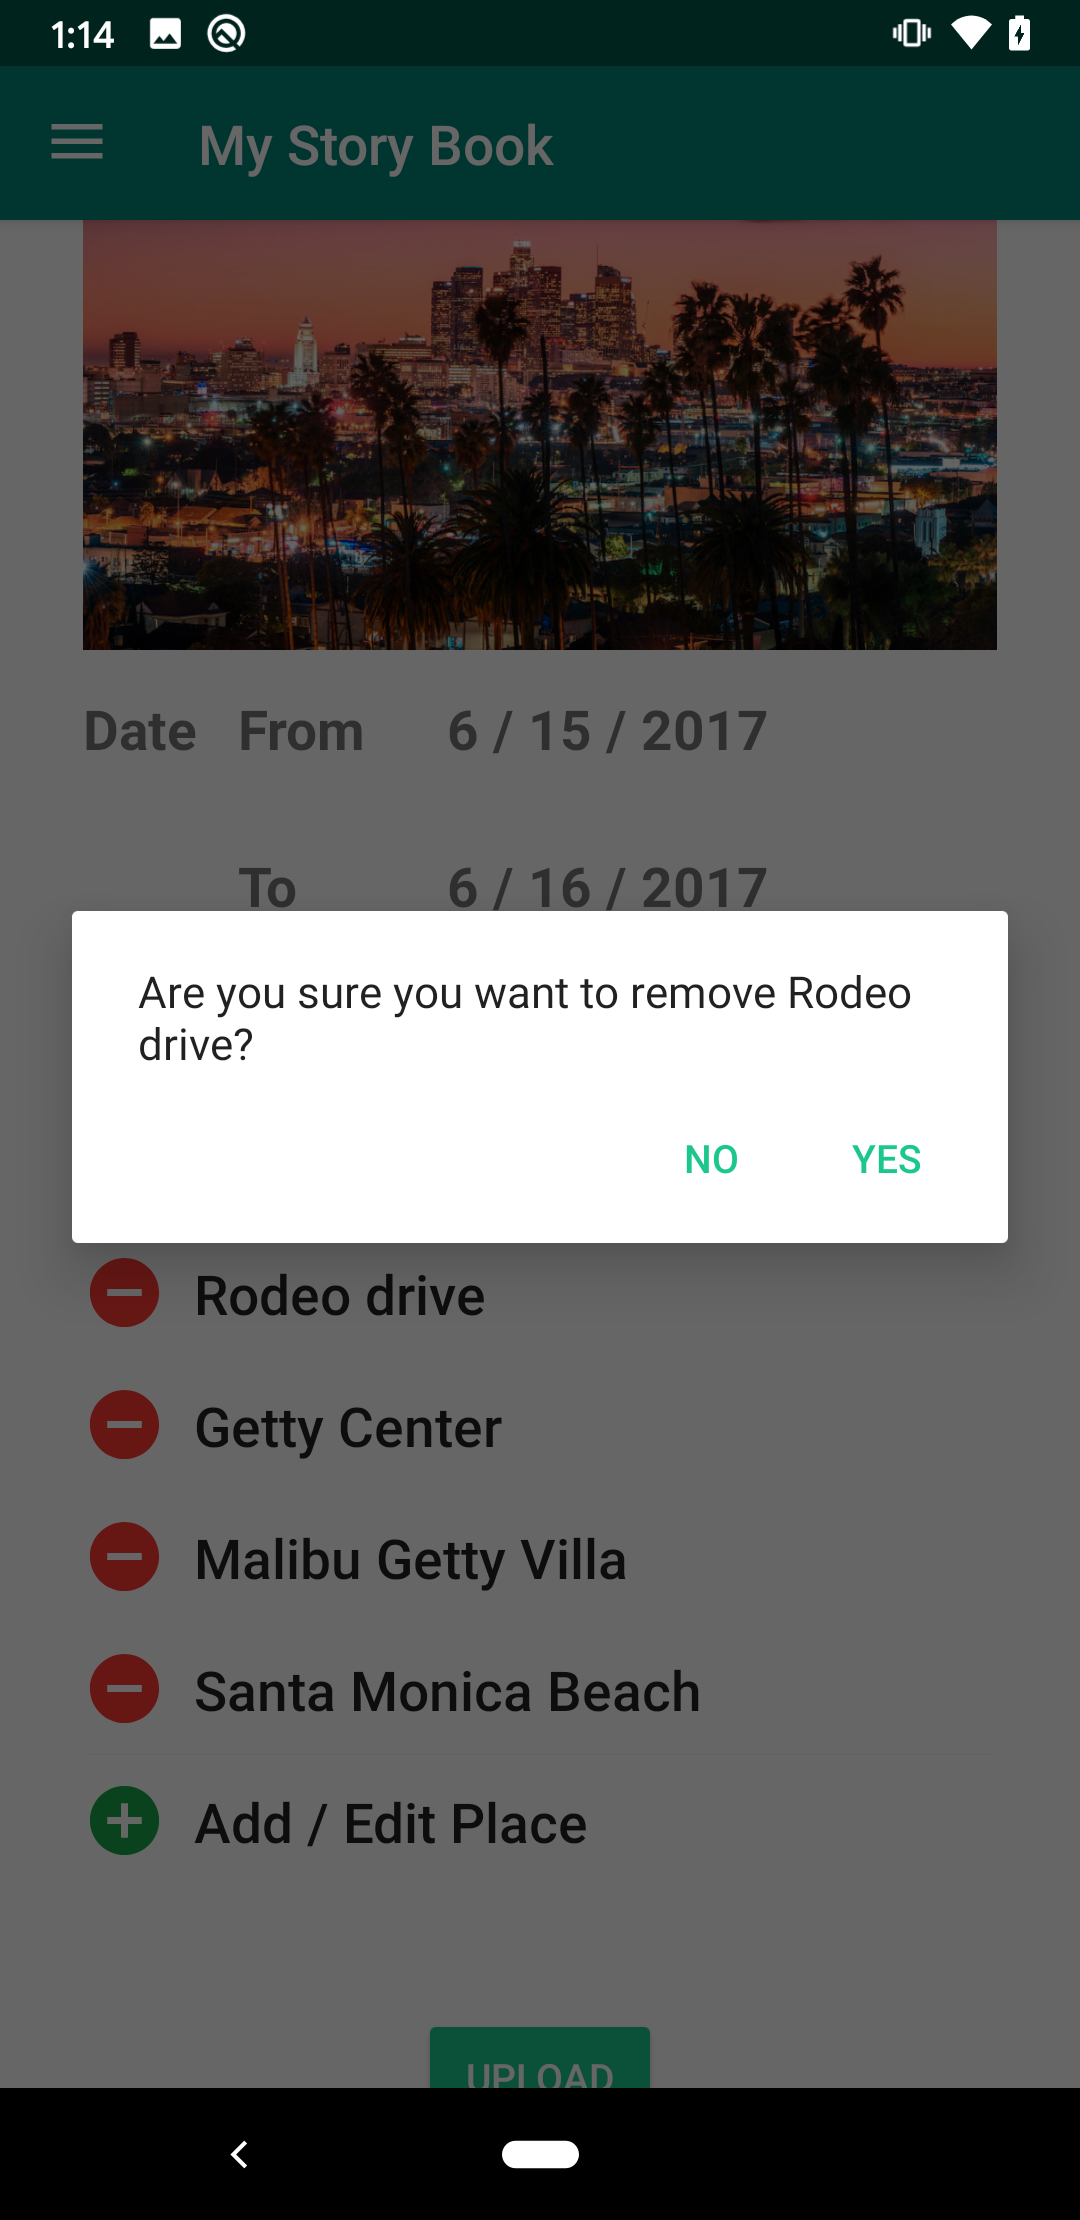 1:14
My Story Book
Date From 6 / 15 / 2017
To 6 / 16 / 2017
Are you sure you want to remove Rodeo
drive?
NO YES
Rodeo drive
Getty Center
Malibu Getty Villa
Santa Monica Beach
Add / Edit Place
UPLOAD